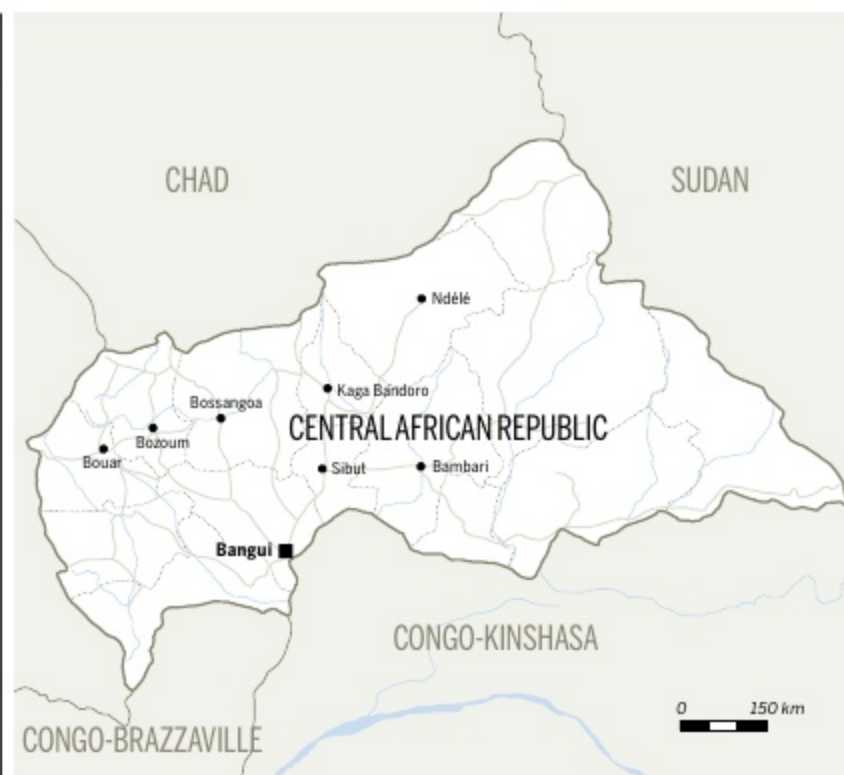 CHAD
SUDAN
Ndélé
Kaga Bandoro
Bossangoa
CENTRAL AFRICAN REPUBLIC
Bozoum
Bouar
Sibut
Bambari
Bangui
CONGO-KINSHASA
0 150 km
CONGO-BRAZZAVILLE